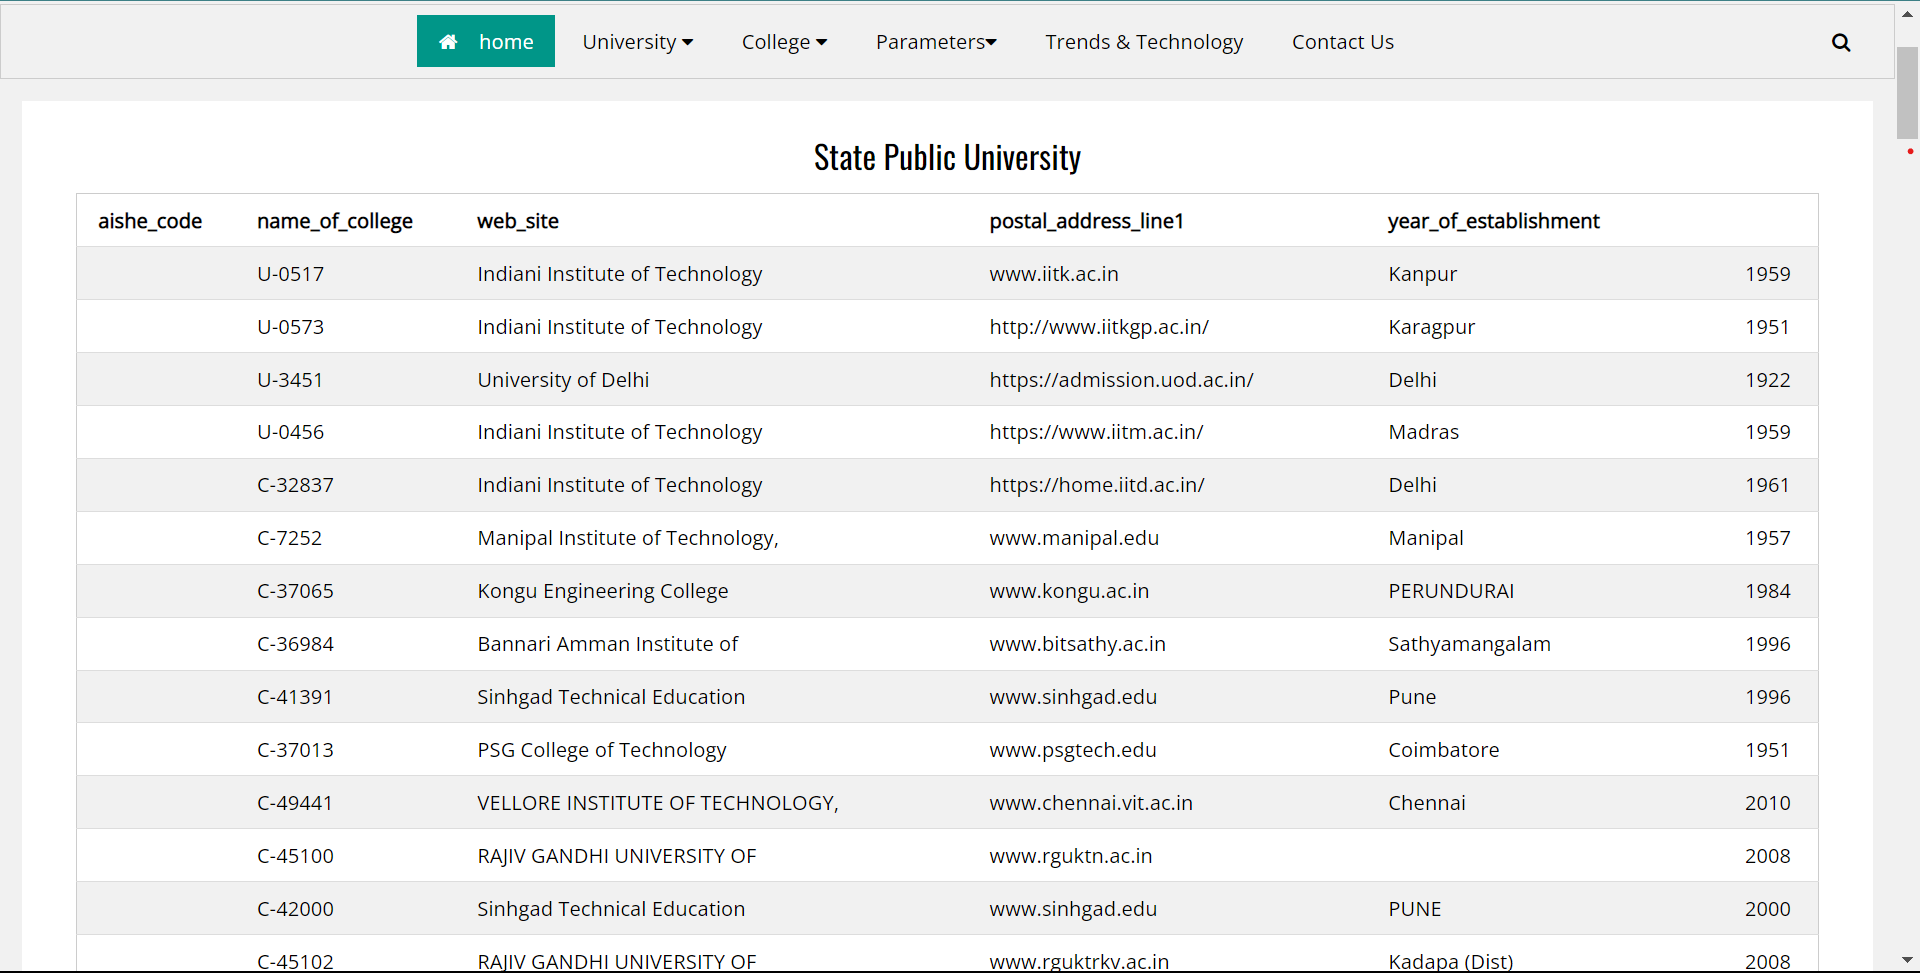 home University College Parameters Trends & Technology Contact Us
State Public University
aishe_code name_of_college web_site postal_address_line1 year_of_establishment
U-0517 Indiani Institute of Technology www.iitk.ac.in Kanpur 1959
U-0573 Indiani Institute of Technology http://www.iitkgp.ac.in/ Karagpur 1951
U-3451 University of Delhi https://admission.uod.ac.in/ Delhi 1922
U-0456 Indiani Institute of Technology https://www.iitm.ac.in/ Madras 1959
C-32837 Indiani Institute of Technology https://home.iitd.ac.in/ Delhi 1961
C-7252 Manipal Institute of Technology, www.manipal.edu Manipal 1957
C-37065 Kongu Engineering College www.kongu.ac.in PERUNDURAI 1984
C-36984 Bannari Amman Institute of www.bitsathy.ac.in Sathyamangalam 1996
C-41391 Sinhgad Technical Education www.sinhgad.edu Pune 1996
C-37013 PSG College of Technology www.psgtech.edu Coimbatore 1951
C-49441 VELLORE INSTITUTE OF TECHNOLOGY, www.chennai.vit.ac.in Chennai 2010
C-45100 RAJIV GANDHI UNIVERSITY OF www.rguktn.ac.in 2008
C-42000 Sinhgad Technical Education www.sinhgad.edu PUNE 2000
C-45102 RAJIV GANDHI UNIVERSITY OF www.rguktrkv.ac.in Kadapa (Dist) 2008